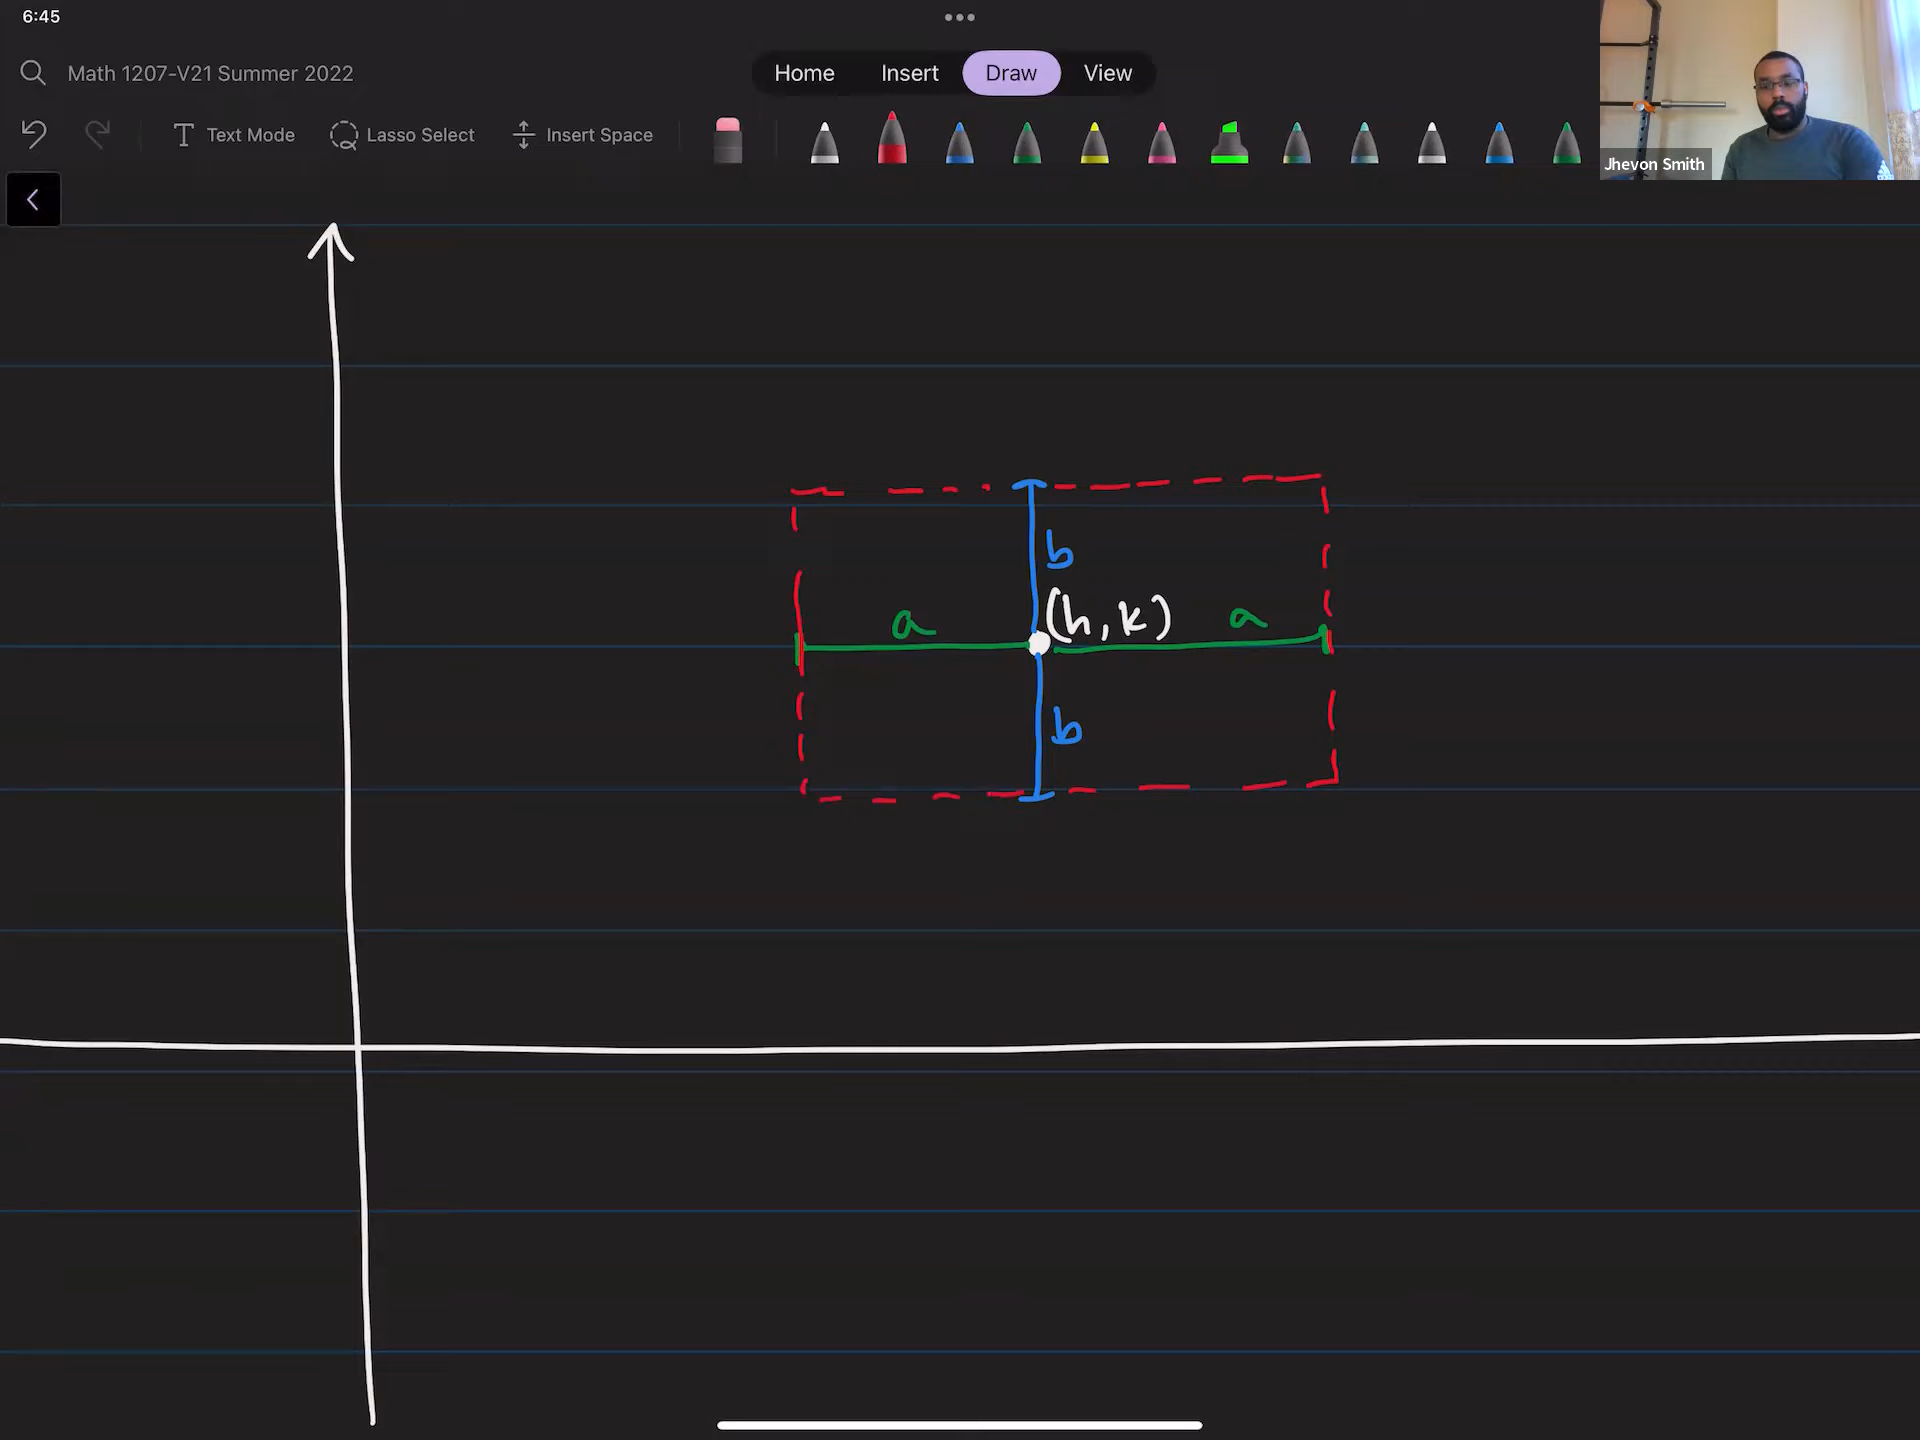 6:45
Math 1207-V21 Summer 2022
Home Insert Draw View
Text Mode Lasso Select Insert Space
Jhevon Smith
b
a (h,k) a
b